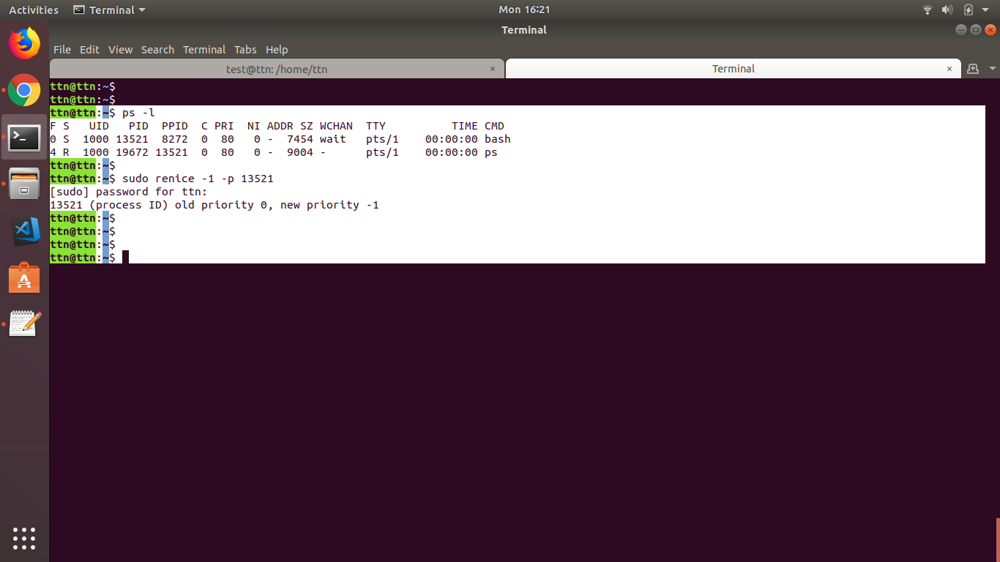 Activities Terminal Mon 16:21
Terminal
File Edit View Search Terminal Tabs Help
test@ttn: /home/ttn × Terminal ×
ttn@ttn:~$
ttn@ttn:~$
ttn@ttn:~$ ps -l
F S   UID   PID  PPID  C PRI  NI ADDR SZ WCHAN  TTY          TIME CMD
0 S  1000 13521  8272  0  80   0 -  7454 wait   pts/1    00:00:00 bash
4 R  1000 19672 13521  0  80   0 -  9004 -      pts/1    00:00:00 ps
ttn@ttn:~$
ttn@ttn:~$ sudo renice -1 -p 13521
[sudo] password for ttn:
13521 (process ID) old priority 0, new priority -1
ttn@ttn:~$
ttn@ttn:~$
ttn@ttn:~$
ttn@ttn:~$